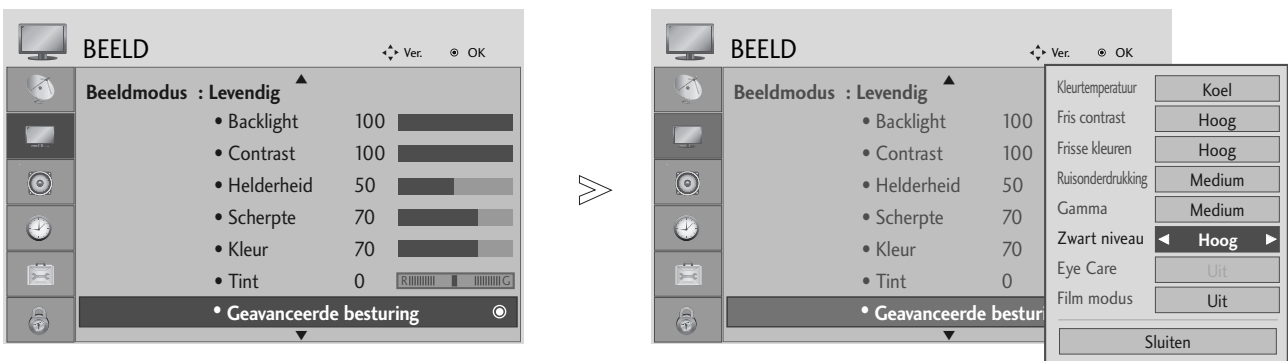 BEELD
Ver. OK
Beeldmodus : Levendig
• Backlight 100
• Contrast 100
• Helderheid 50
• Scherpte 70
• Kleur 70
• Tint 0 R G
• Geavanceerde besturing
BEELD
Ver. OK
Beeldmodus : Levendig
• Backlight 100
• Contrast 100
• Helderheid 50
• Scherpte 70
• Kleur 70
• Tint 0
• Geavanceerde bestur
Kleurtemperatuur Koel
Fris contrast Hoog
Frisse kleuren Hoog
Ruisonderdrukking Medium
Gamma Medium
Zwart niveau ◄ Hoog ►
Eye Care Uit
Film modus Uit
Sluiten